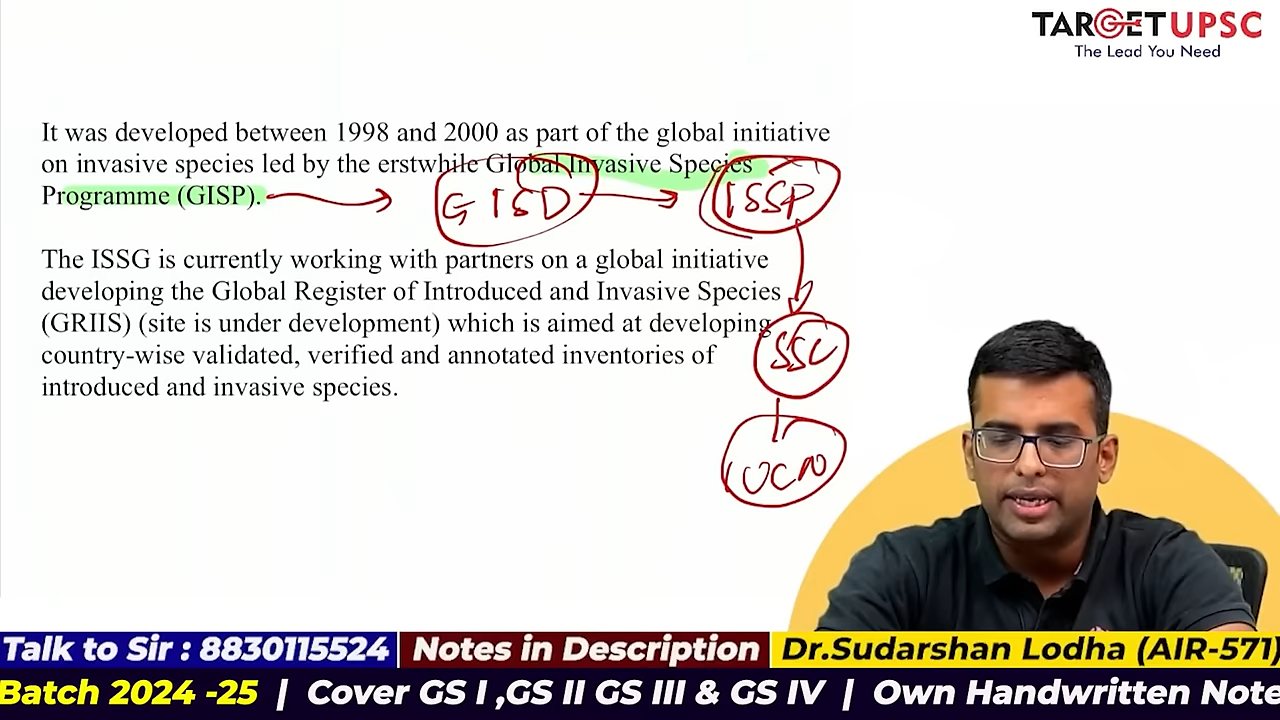 TARGETUPSC
The Lead You Need
It was developed between 1998 and 2000 as part of the global initiative
on invasive species led by the erstwhile Global Invasive Species
Programme (GISP).
GISD
ISSP
The ISSG is currently working with partners on a global initiative
developing the Global Register of Introduced and Invasive Species
(GRIIS) (site is under development) which is aimed at developing
country-wise validated, verified and annotated inventories of
introduced and invasive species.
SSC
IUCN
Talk to Sir : 8830115524
Notes in Description
Dr.Sudarshan Lodha (AIR-571)
Batch 2024 -25 | Cover GS I ,GS II GS III & GS IV | Own Handwritten Note